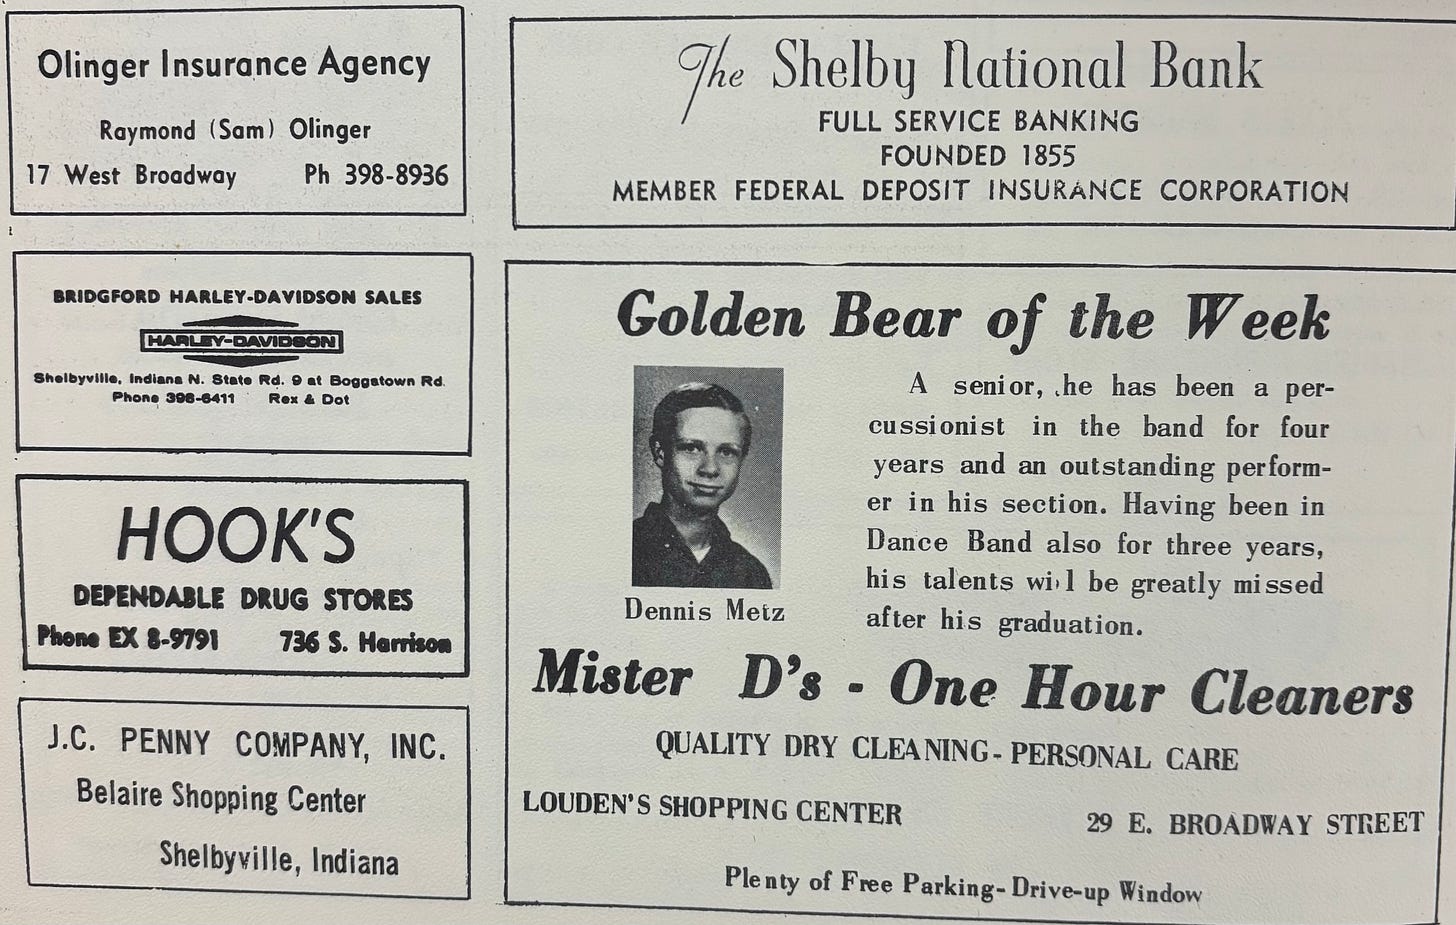 Olinger Insurance Agency
Raymond (Sam) Olinger
17 West Broadway Ph 398-8936
The Shelby National Bank
FULL SERVICE BANKING
FOUNDED 1855
MEMBER FEDERAL DEPOSIT INSURANCE CORPORATION
BRIDGFORD HARLEY-DAVIDSON SALES
HARLEY-DAVIDSON
Shelbyville, Indiana N. State Rd. 9 at Boggstown Rd.
Phone 398-6411 Rex & Dot
HOOK'S
DEPENDABLE DRUG STORES
Phone EX 8-9791 736 S. Harrison
J.C. PENNY COMPANY, INC.
Belaire Shopping Center
Shelbyville, Indiana
Golden Bear of the Week
A senior, he has been a per-
cussionist in the band for four
years and an outstanding perform-
er in his section. Having been in
Dance Band also for three years,
his talents will be greatly missed
after his graduation.
Dennis Metz
Mister D's - One Hour Cleaners
QUALITY DRY CLEANING - PERSONAL CARE
LOUDEN'S SHOPPING CENTER
29 E. BROADWAY STREET
Plenty of Free Parking - Drive-up Window